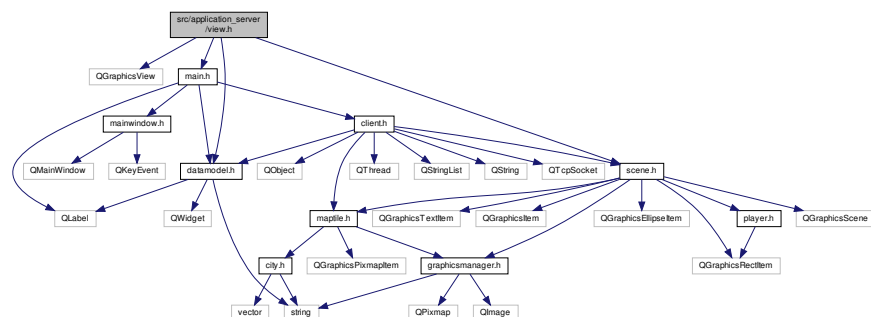 src/application_server
/view.h
QGraphicsView
main.h
mainwindow.h
client.h
QMainWindow
QKeyEvent
datamodel.h
QObject
QThread
QStringList
QString
QTcpSocket
scene.h
QLabel
QWidget
maptile.h
QGraphicsTextItem
QGraphicsItem
QGraphicsEllipseItem
player.h
QGraphicsScene
city.h
QGraphicsPixmapItem
graphicsmanager.h
QGraphicsRectItem
vector
string
QPixmap
QImage